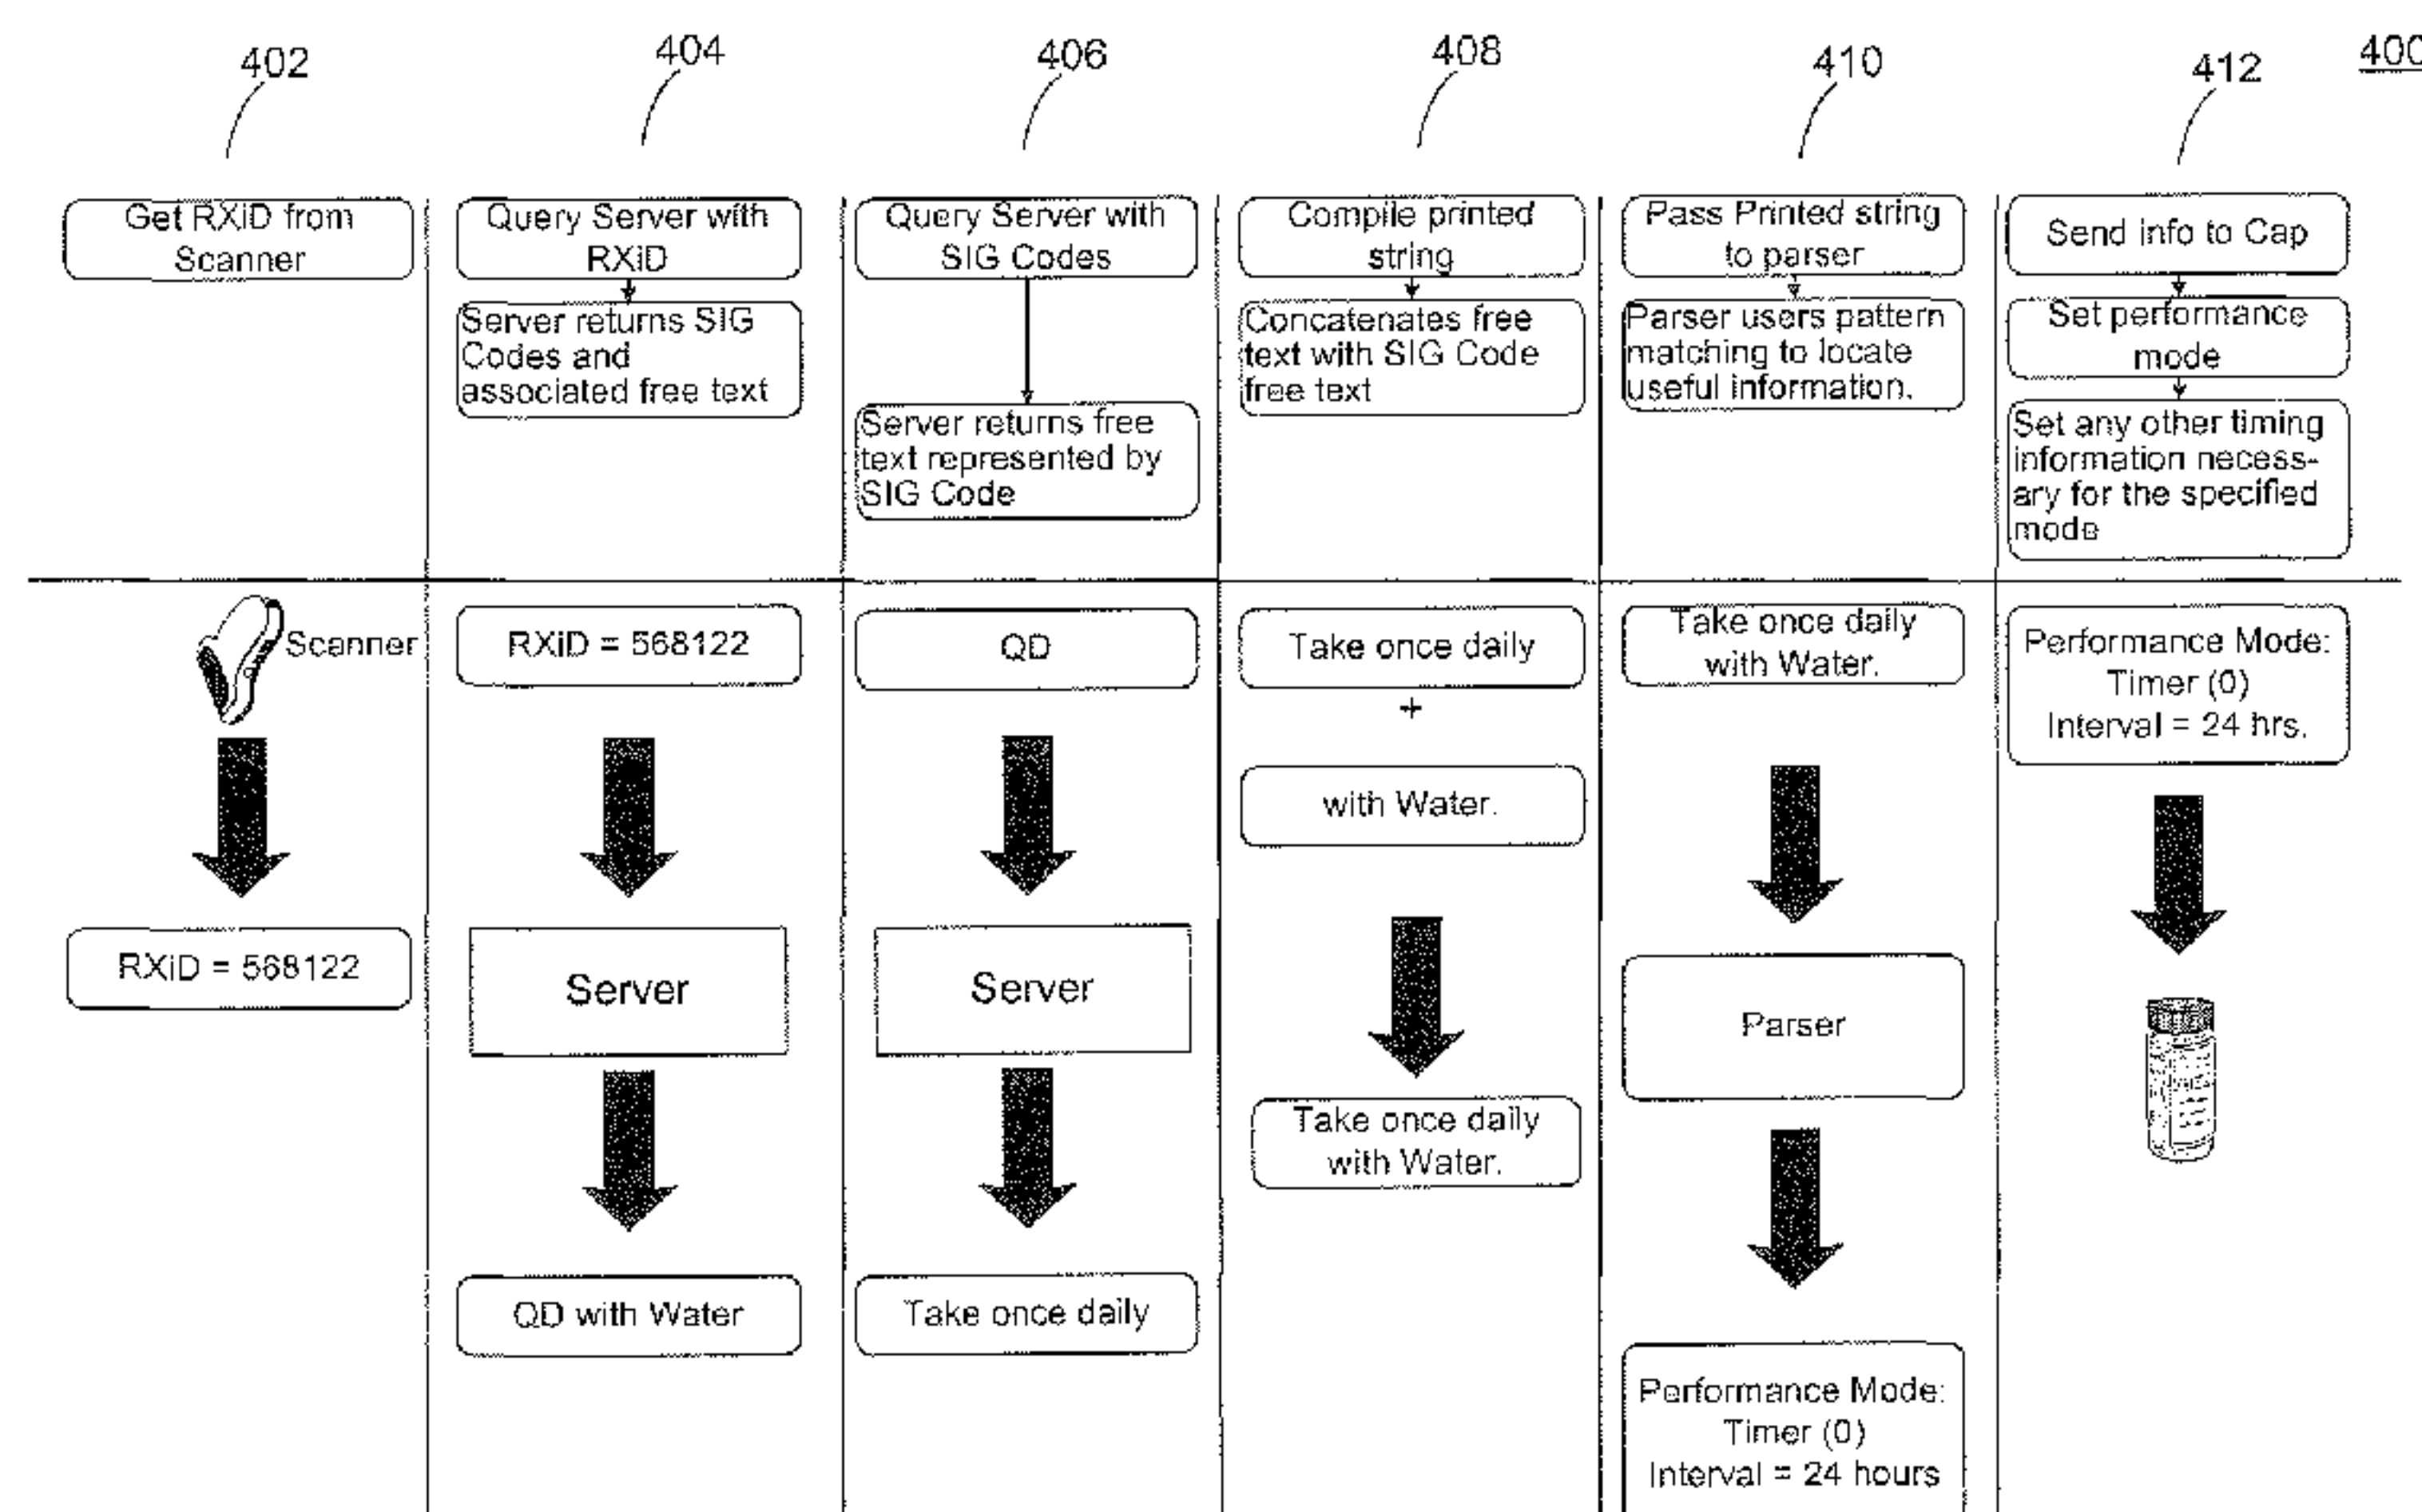 402
404
406
408
410
412
400
Get RXiD from
Scanner
Query Server with
RXiD
Server returns SIG
Codes and
associated free text
Query Server with
SIG Codes
Server returns free
text represented by
SIG Code
Compile printed
string
Concatenates free
text with SIG Code
free text
Pass Printed string
to parser
Parser users pattern
matching to locate
useful information.
Send info to Cap
Set performance
mode
Set any other timing
information necess-
ary for the specified
mode
Scanner
RXiD = 568122
RXiD = 568122
Server
QD with Water
QD
Server
Take once daily
Take once daily
+
with Water.
Take once daily
with Water.
Take once daily
with Water.
Parser
Performance Mode:
Timer (0)
Interval = 24 hours
Performance Mode:
Timer (0)
Interval = 24 hrs.